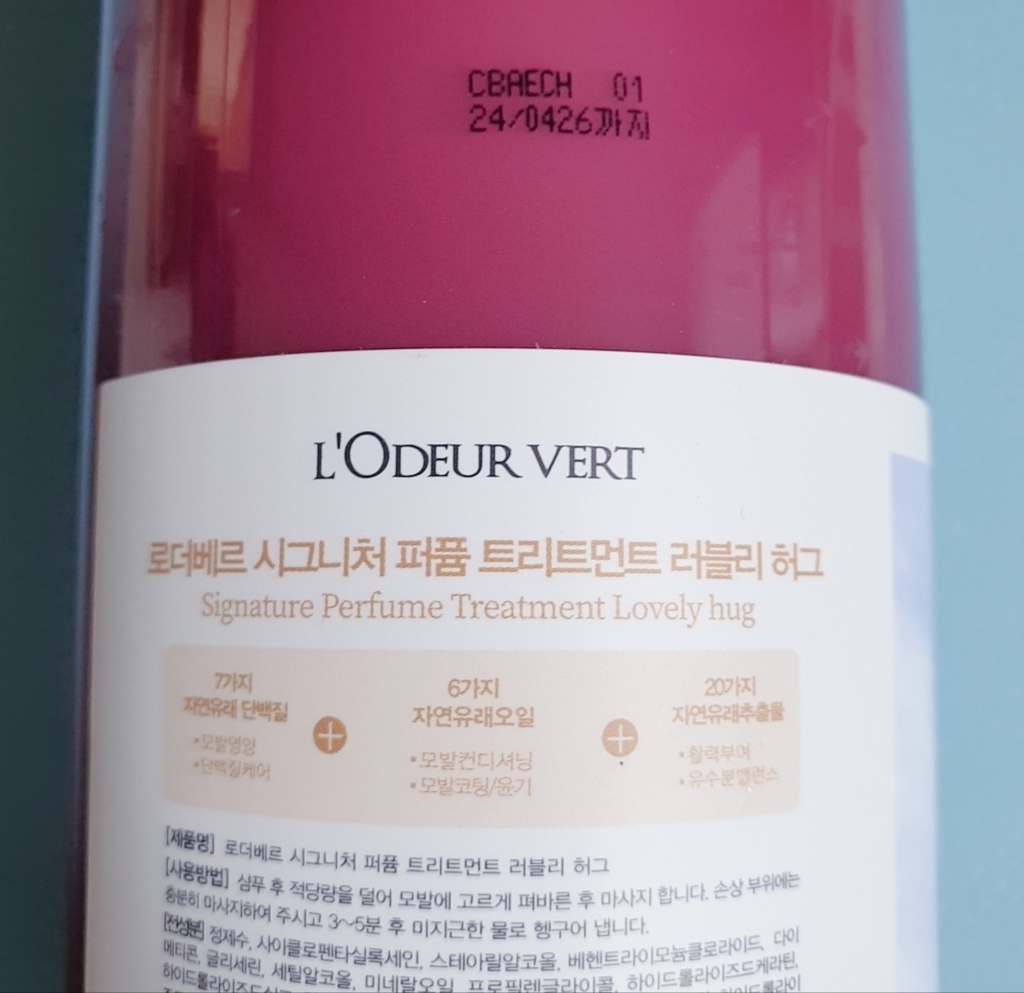 CBAECH 01
24/0426까지
L'ODEUR VERT
로더베르 시그니처 퍼퓸 트리트먼트 러블리 허그
Signature Perfume Treatment Lovely hug
7가지
자연유래 단백질
•모발영양
•단백질케어
6가지
자연유래오일
•모발컨디셔닝
•모발코팅/윤기
20가지
자연유래추출물
•활력부여
•유수분밸런스
[제품명] 로더베르 시그니처 퍼퓸 트리트먼트 러블리 허그
[사용방법] 샴푸 후 적당량을 덜어 모발에 고르게 펴바른 후 마사지 합니다. 손상 부위에는
충분히 마사지하여 주시고 3~5분 후 미지근한 물로 헹구어 냅니다.
[전성분] 정제수, 사이클로펜타실록세인, 스테아릴알코올, 베헨트라이모늄클로라이드, 다이
메티콘, 글리세린, 세틸알코올, 미네랄오일, 프로필렌글라이콜, 하이드롤라이즈드케라틴,